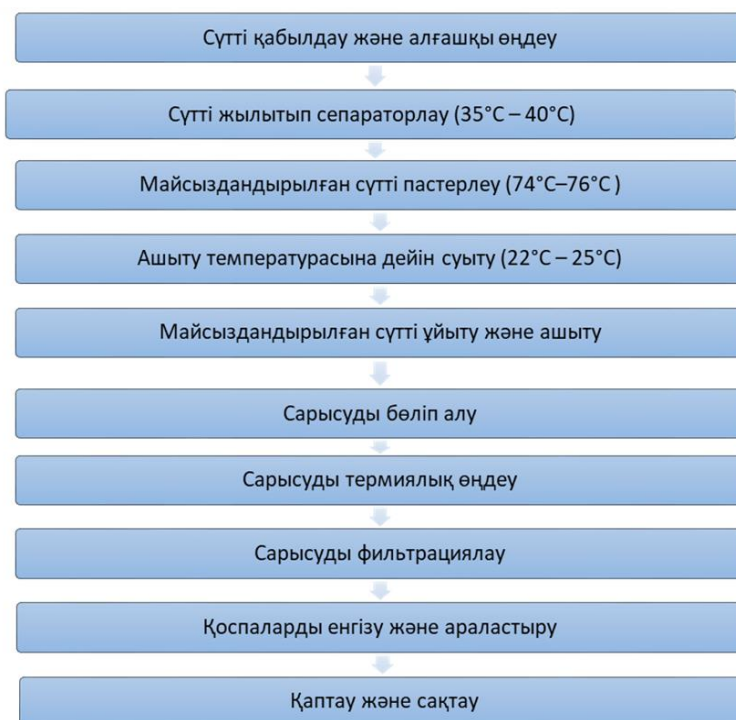 Сүтті қабылдау және алғашқы өңдеу
Сүтті жылытып сепараторлау (35°C – 40°C)
Майсыздандырылған сүтті пастерлеу (74°C–76°C )
Ашыту температурасына дейін суыту (22°C – 25°C)
Майсыздандырылған сүтті ұйыту және ашыту
Сарысуды бөліп алу
Сарысуды термиялық өңдеу
Сарысуды фильтрациялау
Қоспаларды енгізу және араластыру
Қаптау және сақтау